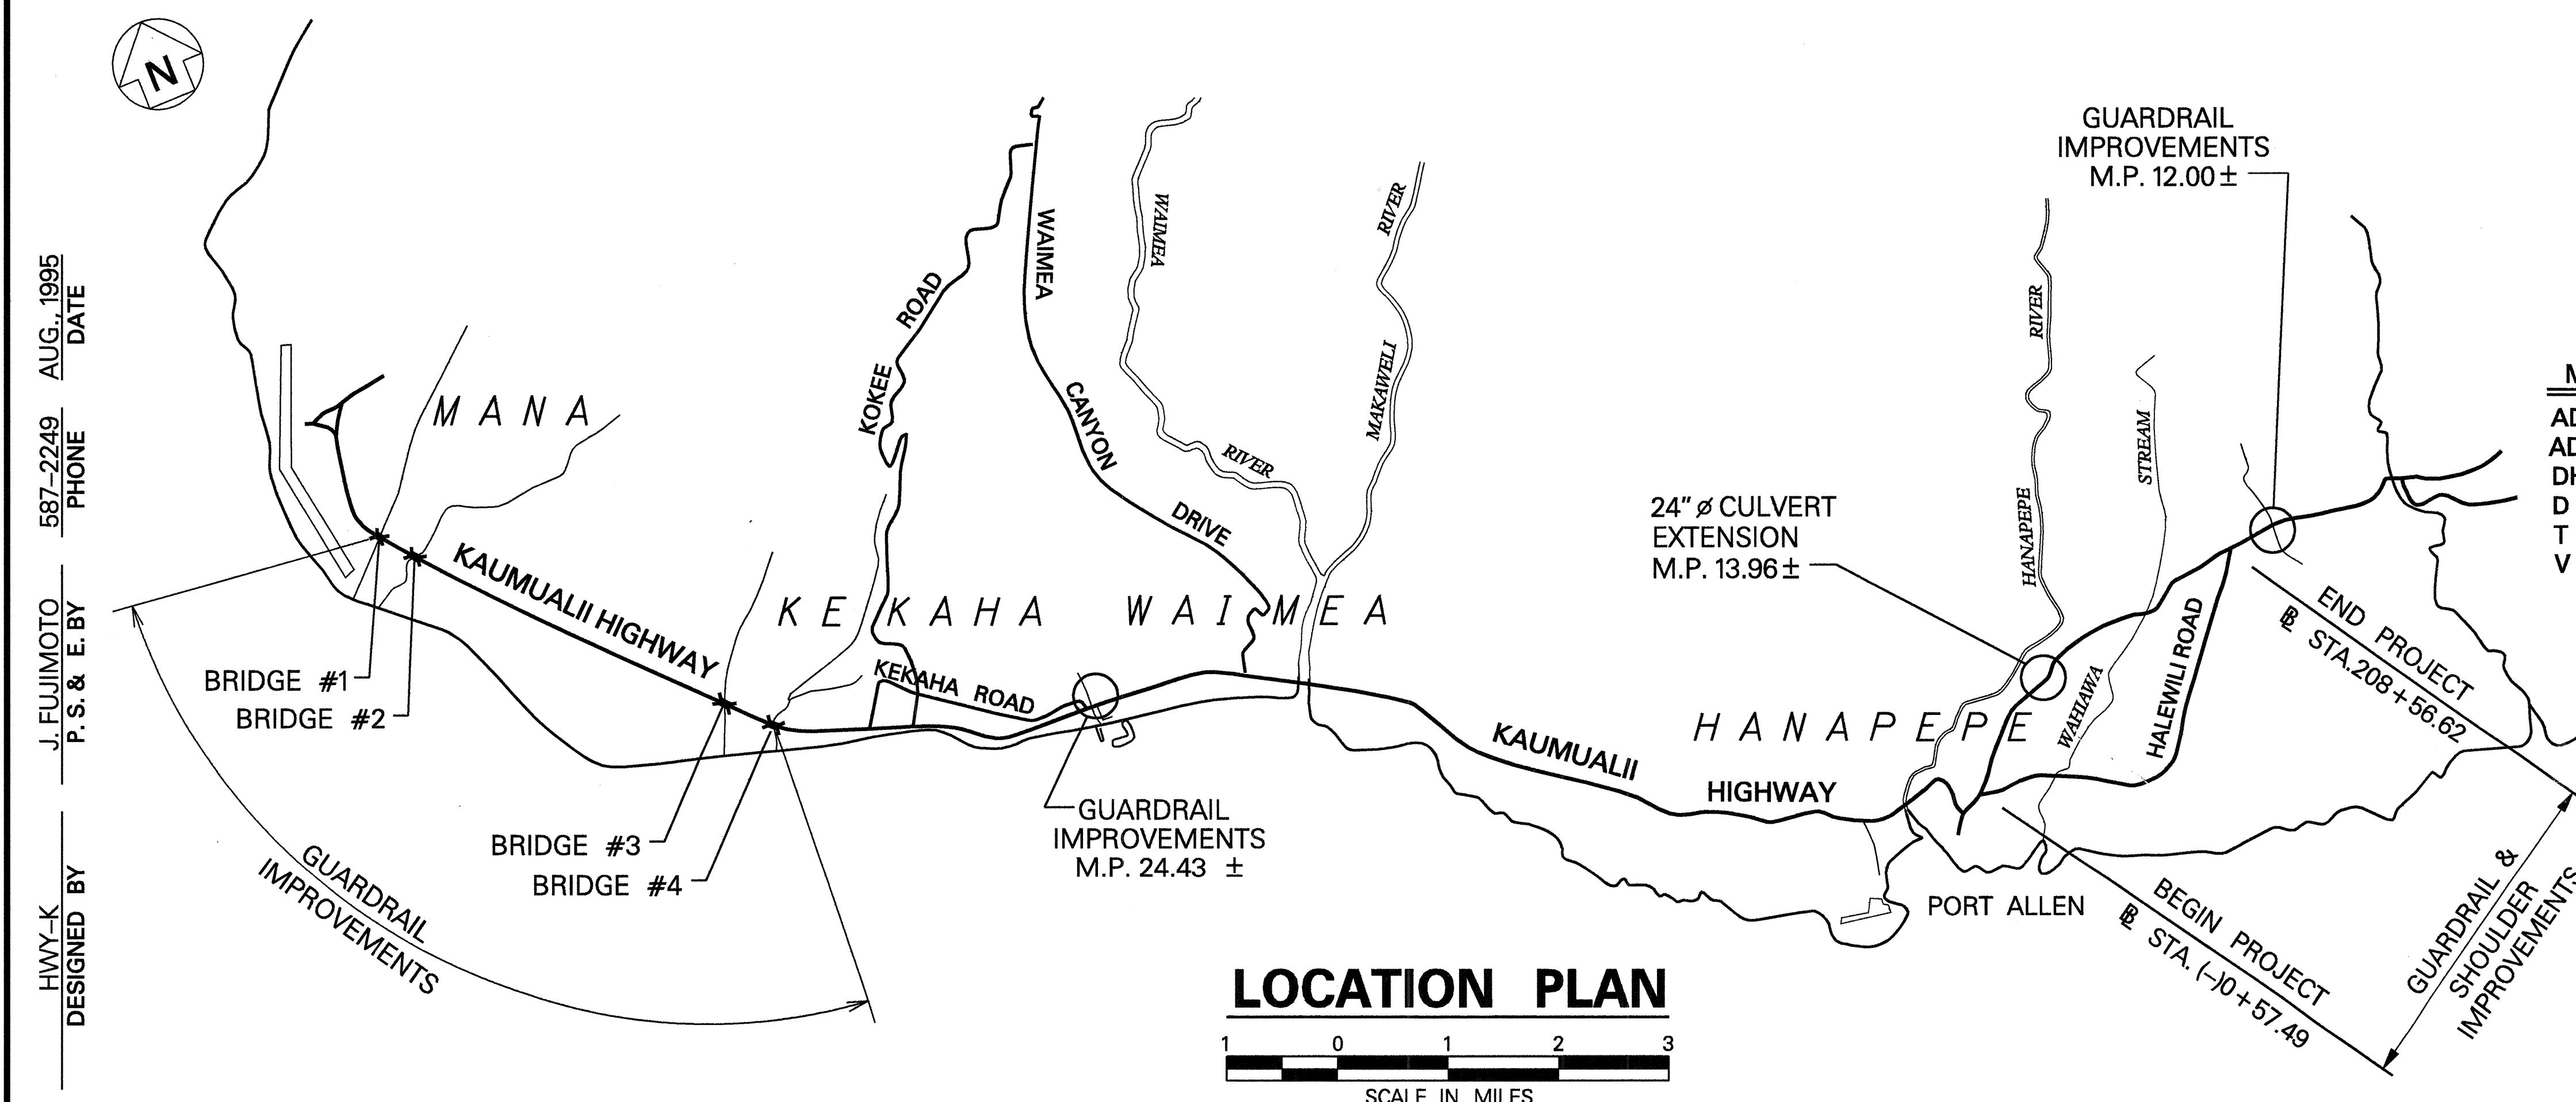 N
GUARDRAIL
IMPROVEMENTS
M.P. 12.00 ±
WAIMEA
CANYON
DRIVE
KOKEE ROAD
WAIMEA
RIVER
MAKAWELI RIVER
HANAPEPE RIVER
WAHIAWA STREAM
MANA
KAUMUALII HIGHWAY
KEKAHA
WAIMEA
KEKAHA ROAD
24" ø CULVERT
EXTENSION
M.P. 13.96 ±
BRIDGE #1
BRIDGE #2
BRIDGE #3
BRIDGE #4
GUARDRAIL
IMPROVEMENTS
GUARDRAIL
IMPROVEMENTS
M.P. 24.43 ±
HANAPEPE
KAUMUALII
HIGHWAY
HALEWILI ROAD
PORT ALLEN
END PROJECT
℄ STA.208+56.62
BEGIN PROJECT
℄ STA. (–)0+57.49
GUARDRAIL &
SHOULDER
IMPROVEMENTS
AD
AD
D
T
V
LOCATION PLAN
1 0 1 2 3
SCALE IN MILES
AUG., 1995
DATE
587–2249
PHONE
J. FUJIMOTO
P. S. & E. BY
HWY–K
DESIGNED BY